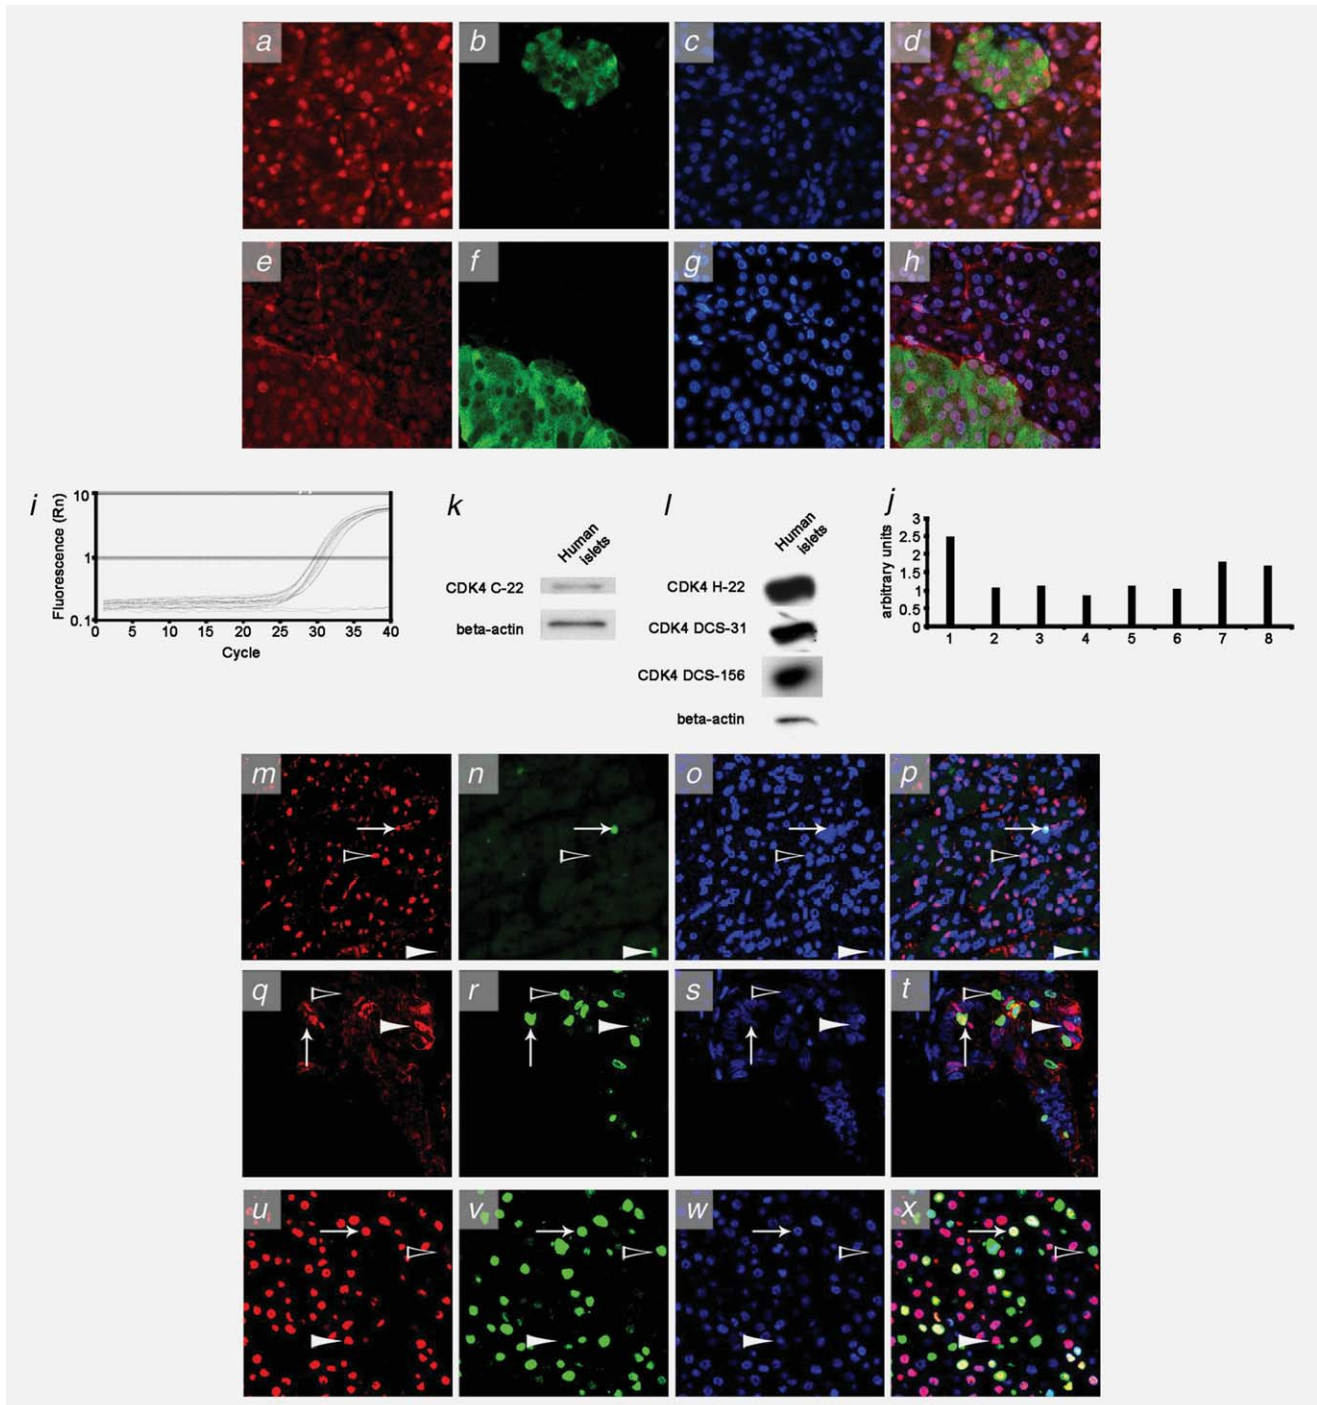 a
b
c
d
e
f
g
h
i
Fluorescence (Rn)
10
1
0.1
0 5 10 15 20 25 30 35 40
Cycle
k
Human islets
CDK4 C-22
beta-actin
l
Human islets
CDK4 H-22
CDK4 DCS-31
CDK4 DCS-156
beta-actin
j
arbitrary units
3
2.5
2
1.5
1
0.5
0
1 2 3 4 5 6 7 8
m
n
o
p
q
r
s
t
u
v
w
x